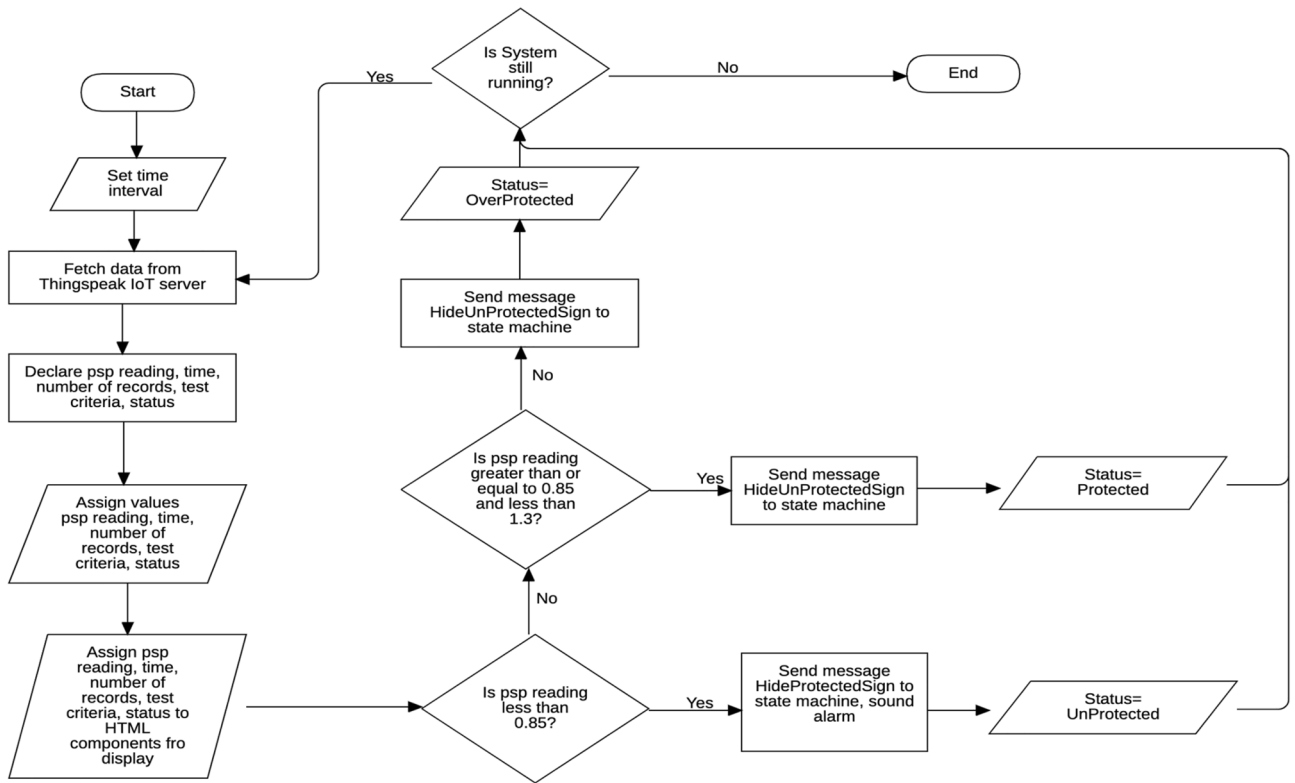 Is System
still
running?
Yes
No
End
Start
Set time
interval
Status=
OverProtected
Fetch data from
Thingspeak IoT server
Send message
HideUnProtectedSign to
state machine
Declare psp reading, time,
number of records, test
criteria, status
No
Is psp reading
greater than or
equal to 0.85
and less than
1.3?
Yes
Send message
HideUnProtectedSign
to state machine
Status=
Protected
Assign values
psp reading, time,
number of
records, test
criteria, status
No
Assign psp
reading, time,
number of
records, test
criteria, status to
HTML
components fro
display
Is psp reading
less than
0.85?
Yes
Send message
HideProtectedSign to
state machine, sound
alarm
Status=
UnProtected